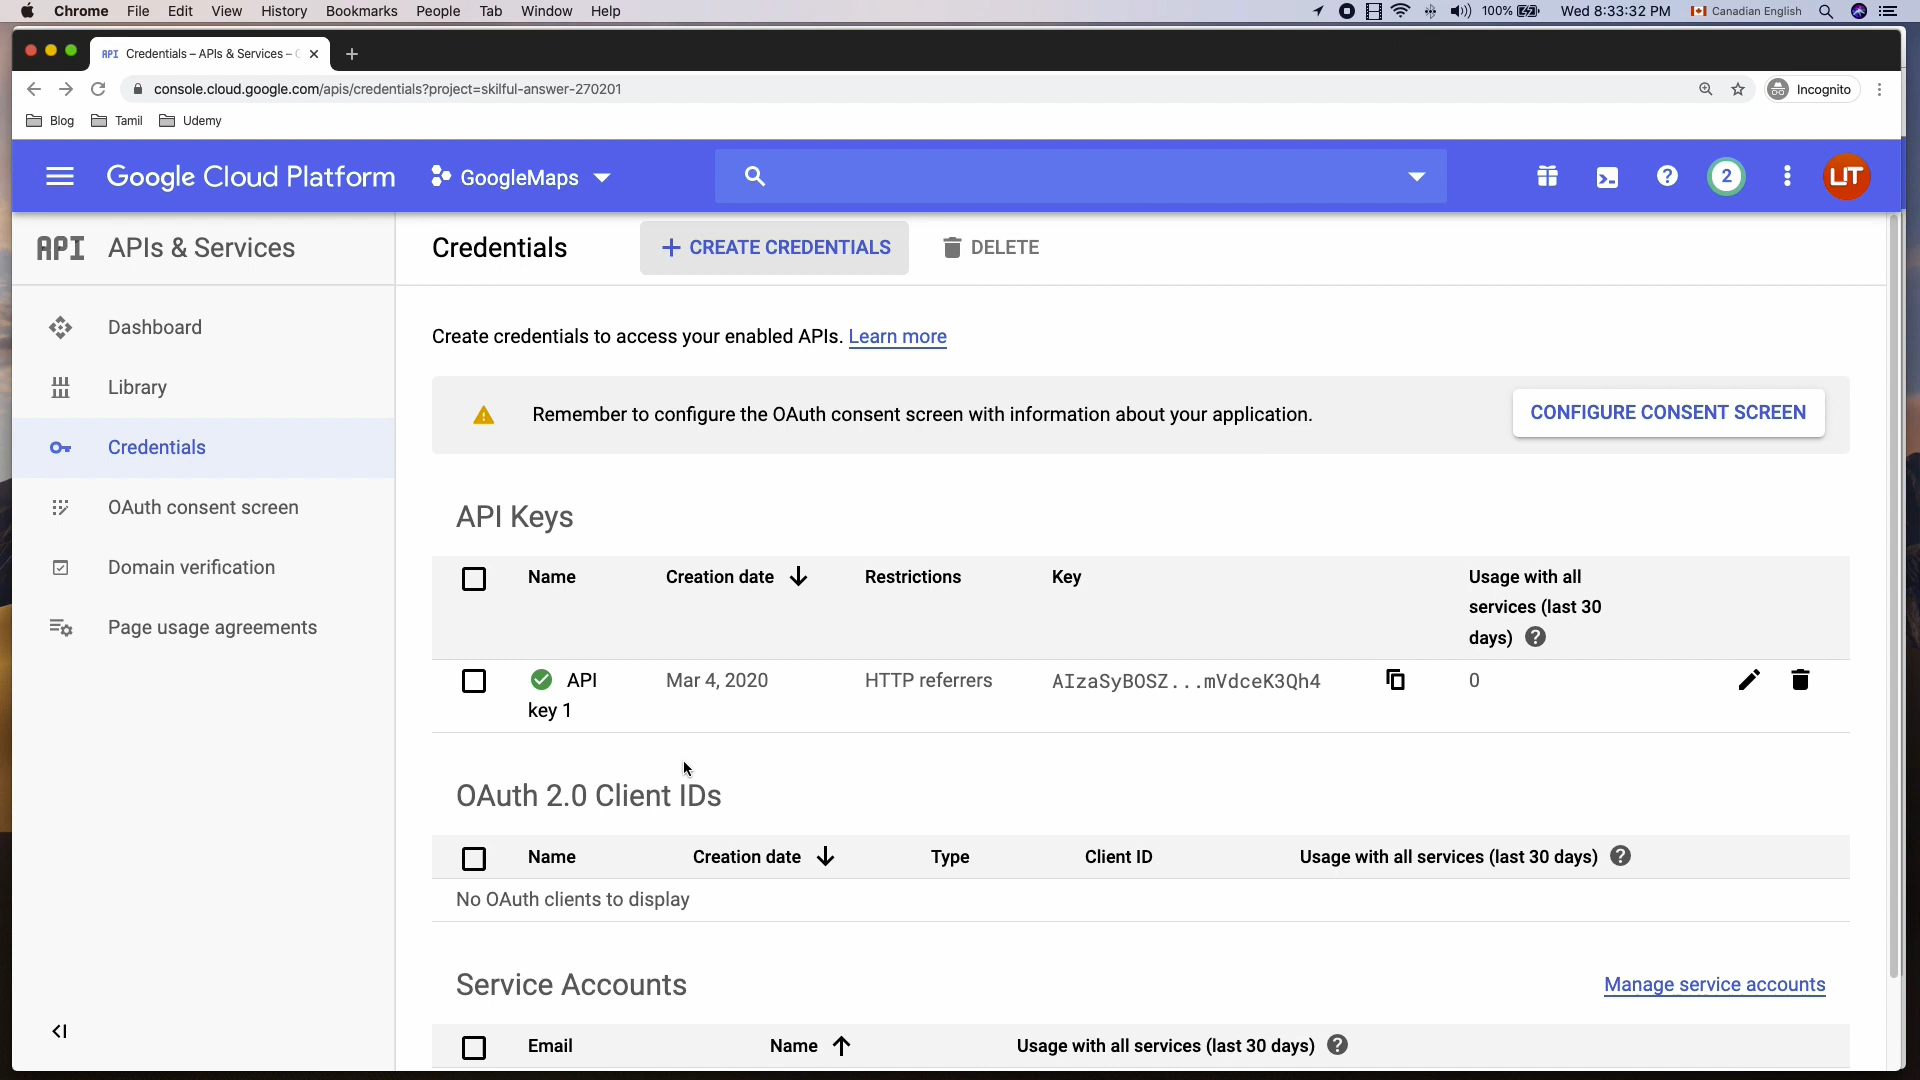 Chrome File Edit View History Bookmarks People Tab Window Help
100% Wed 8:33:32 PM Canadian English
API Credentials – APIs & Services –
console.cloud.google.com/apis/credentials?project=skilful-answer-270201
Incognito
Blog Tamil Udemy
Google Cloud Platform GoogleMaps
2 LIT
API APIs & Services
Credentials
CREATE CREDENTIALS
DELETE
Dashboard
Library
Credentials
OAuth consent screen
Domain verification
Page usage agreements
Create credentials to access your enabled APIs. Learn more
Remember to configure the OAuth consent screen with information about your application.
CONFIGURE CONSENT SCREEN
API Keys
Name Creation date Restrictions Key Usage with all
services (last 30
days)
API Mar 4, 2020 HTTP referrers AIzaSyBOSZ...mVdceK3Qh4 0
key 1
OAuth 2.0 Client IDs
Name Creation date Type Client ID Usage with all services (last 30 days)
No OAuth clients to display
Service Accounts
Manage service accounts
Email Name Usage with all services (last 30 days)